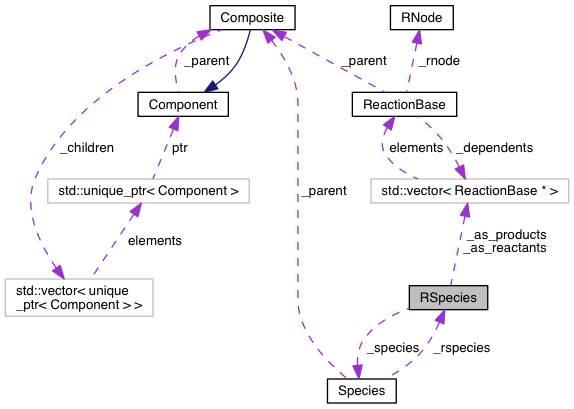 Composite
RNode
_parent
_parent
_rnode
Component
ReactionBase
_children
ptr
elements
_dependents
std::unique_ptr< Component >
_parent
std::vector< ReactionBase * >
elements
_as_products
_as_reactants
std::vector< unique
_ptr< Component > >
RSpecies
_species
_rspecies
Species